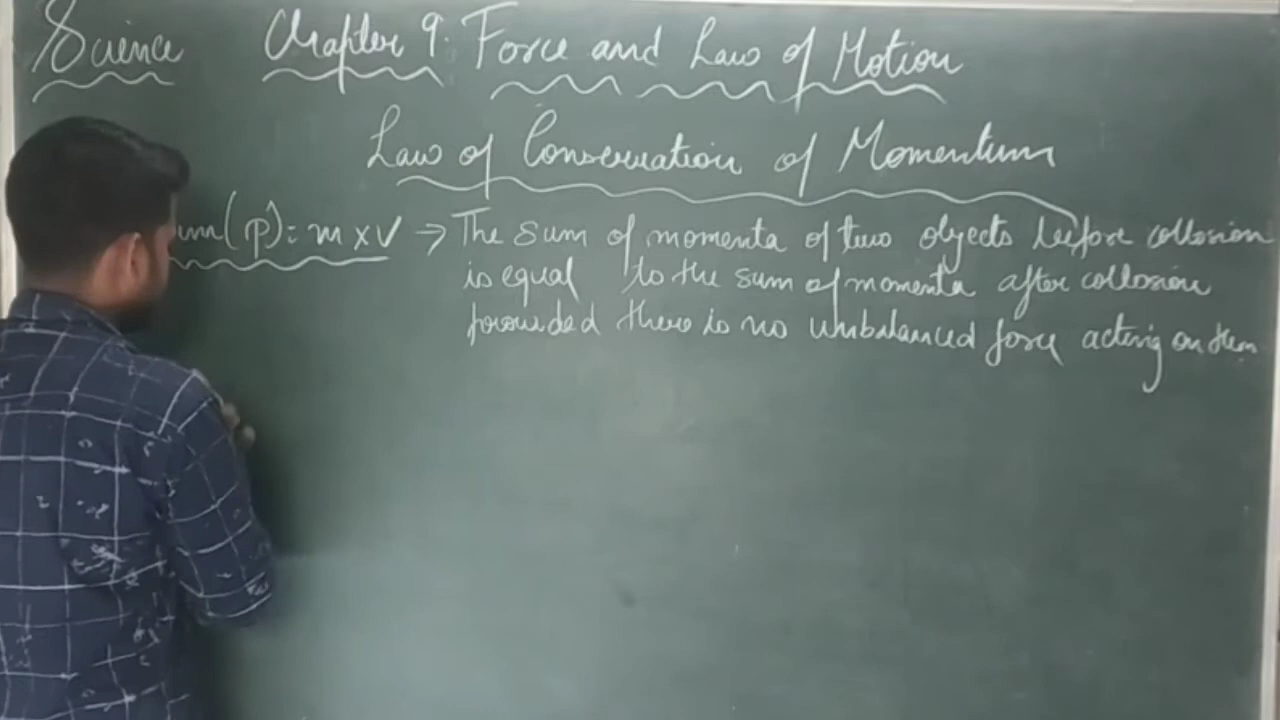 Science Chapter 9: Force and Law of Motion
Law of Conservation of Momentum
um(p) = m x v → The sum of momenta of two objects before collosion
is equal to the sum of momenta after collosion
provided there is no unbalanced force acting on them